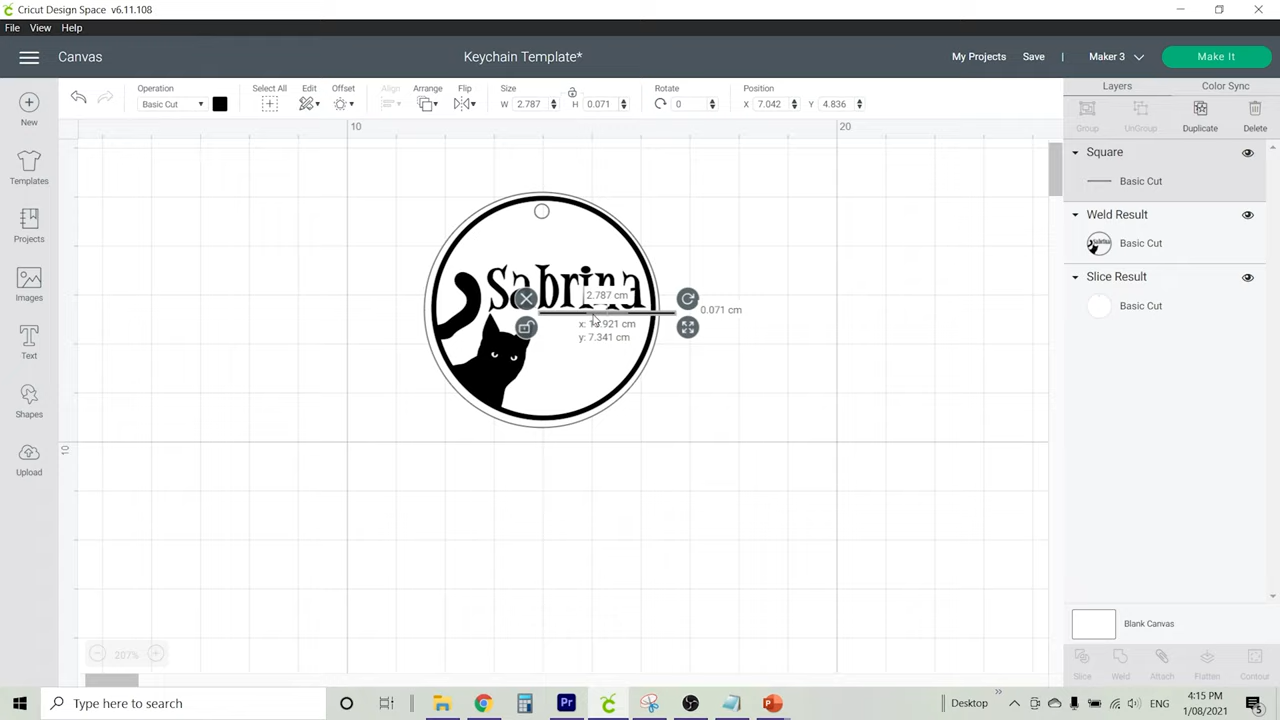 Cricut Design Space v6.11.108
File View Help
Canvas
Keychain Template*
My Projects Save | Maker 3 Make It
Operation
Basic Cut
Select All
Edit
Offset
Align
Arrange
Flip
Size
W 2.787
H 0.071
Rotate
0
Position
X 7.042
Y 4.836
Layers Color Sync
Group UnGroup Duplicate Delete
New
Templates
Projects
Images
Text
Shapes
Upload
10 20
10
Sabrina
2.787 cm
0.071 cm
y: 7.341 cm
Square
Basic Cut
Weld Result
Sabrina
Basic Cut
Slice Result
Basic Cut
Blank Canvas
Slice Weld Attach Flatten Contour
207%
Type here to search
Pr
Desktop
ENG
4:15 PM
1/08/2021
5